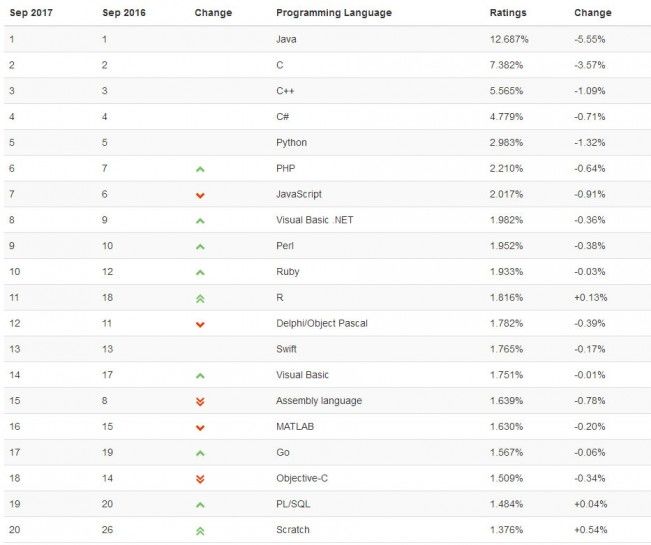 Sep 2017 Sep 2016 Change Programming Language Ratings Change
1 1 Java 12.687% -5.55%
2 2 C 7.382% -3.57%
3 3 C++ 5.565% -1.09%
4 4 C# 4.779% -0.71%
5 5 Python 2.983% -1.32%
6 7 PHP 2.210% -0.64%
7 6 JavaScript 2.017% -0.91%
8 9 Visual Basic .NET 1.982% -0.36%
9 10 Perl 1.952% -0.38%
10 12 Ruby 1.933% -0.03%
11 18 R 1.816% +0.13%
12 11 Delphi/Object Pascal 1.782% -0.39%
13 13 Swift 1.765% -0.17%
14 17 Visual Basic 1.751% -0.01%
15 8 Assembly language 1.639% -0.78%
16 15 MATLAB 1.630% -0.20%
17 19 Go 1.567% -0.06%
18 14 Objective-C 1.509% -0.34%
19 20 PL/SQL 1.484% +0.04%
20 26 Scratch 1.376% +0.54%